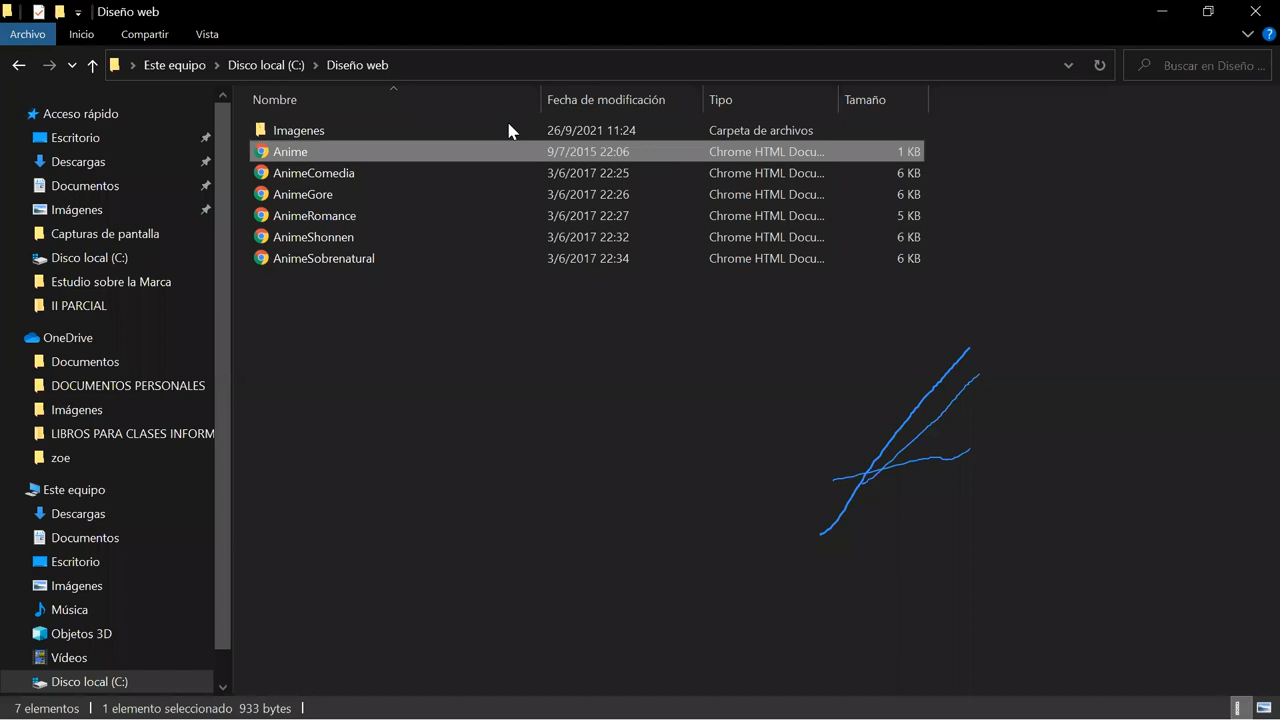 Diseño web
Archivo Inicio Compartir Vista
Este equipo Disco local (C:) Diseño web Buscar en Diseño ...
Nombre Fecha de modificación Tipo Tamaño
Imagenes 26/9/2021 11:24 Carpeta de archivos
Anime 9/7/2015 22:06 Chrome HTML Docu... 1 KB
AnimeComedia 3/6/2017 22:25 Chrome HTML Docu... 6 KB
AnimeGore 3/6/2017 22:26 Chrome HTML Docu... 6 KB
AnimeRomance 3/6/2017 22:27 Chrome HTML Docu... 5 KB
AnimeShonnen 3/6/2017 22:32 Chrome HTML Docu... 6 KB
AnimeSobrenatural 3/6/2017 22:34 Chrome HTML Docu... 6 KB
Acceso rápido
Escritorio
Descargas
Documentos
Imágenes
Capturas de pantalla
Disco local (C:)
Estudio sobre la Marca
II PARCIAL
OneDrive
Documentos
DOCUMENTOS PERSONALES
Imágenes
LIBROS PARA CLASES INFORM
zoe
Este equipo
Descargas
Documentos
Escritorio
Imágenes
Música
Objetos 3D
Vídeos
Disco local (C:)
7 elementos 1 elemento seleccionado 933 bytes